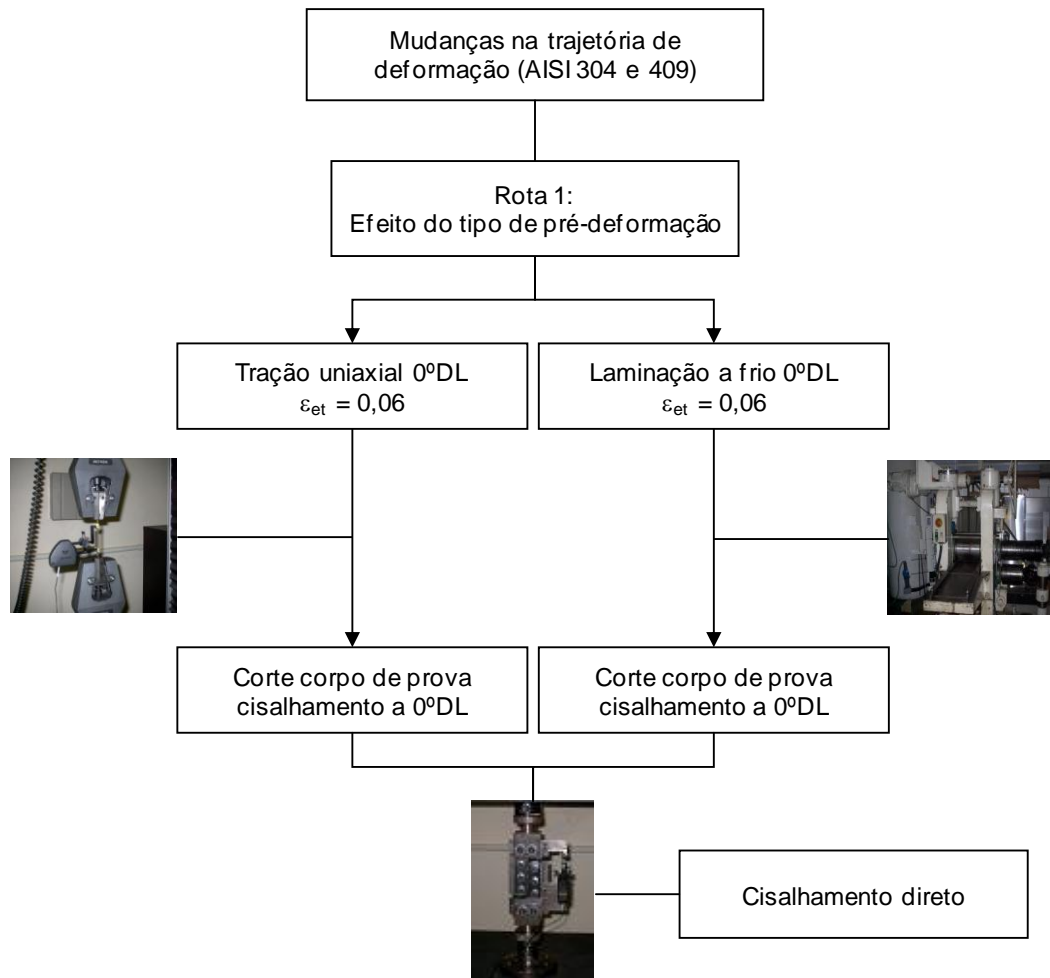 Mudanças na trajetória de
deformação (AISI 304 e 409)
Rota 1:
Efeito do tipo de pré-deformação
Tração uniaxial 0ºDL
εet = 0,06
Laminação a frio 0ºDL
εet = 0,06
Corte corpo de prova
cisalhamento a 0ºDL
Corte corpo de prova
cisalhamento a 0ºDL
Cisalhamento direto